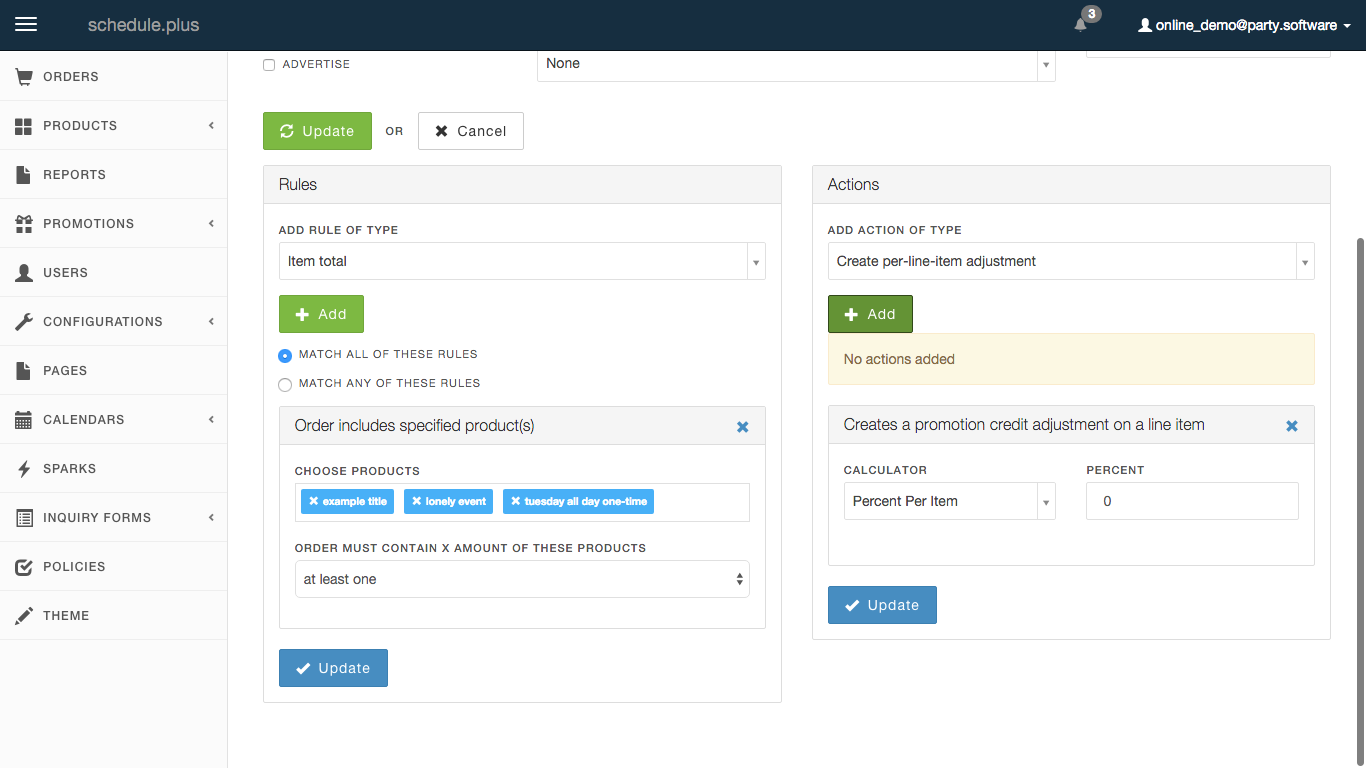 schedule.plus
3
online_demo@party.software
ORDERS
PRODUCTS
REPORTS
PROMOTIONS
USERS
CONFIGURATIONS
PAGES
CALENDARS
SPARKS
INQUIRY FORMS
POLICIES
THEME
ADVERTISE
None
Update
OR
Cancel
Rules
ADD RULE OF TYPE
Item total
Add
MATCH ALL OF THESE RULES
MATCH ANY OF THESE RULES
Order includes specified product(s)
CHOOSE PRODUCTS
example title lonely event tuesday all day one-time
ORDER MUST CONTAIN X AMOUNT OF THESE PRODUCTS
at least one
Update
Actions
ADD ACTION OF TYPE
Create per-line-item adjustment
Add
No actions added
Creates a promotion credit adjustment on a line item
CALCULATOR
Percent Per Item
PERCENT
0
Update